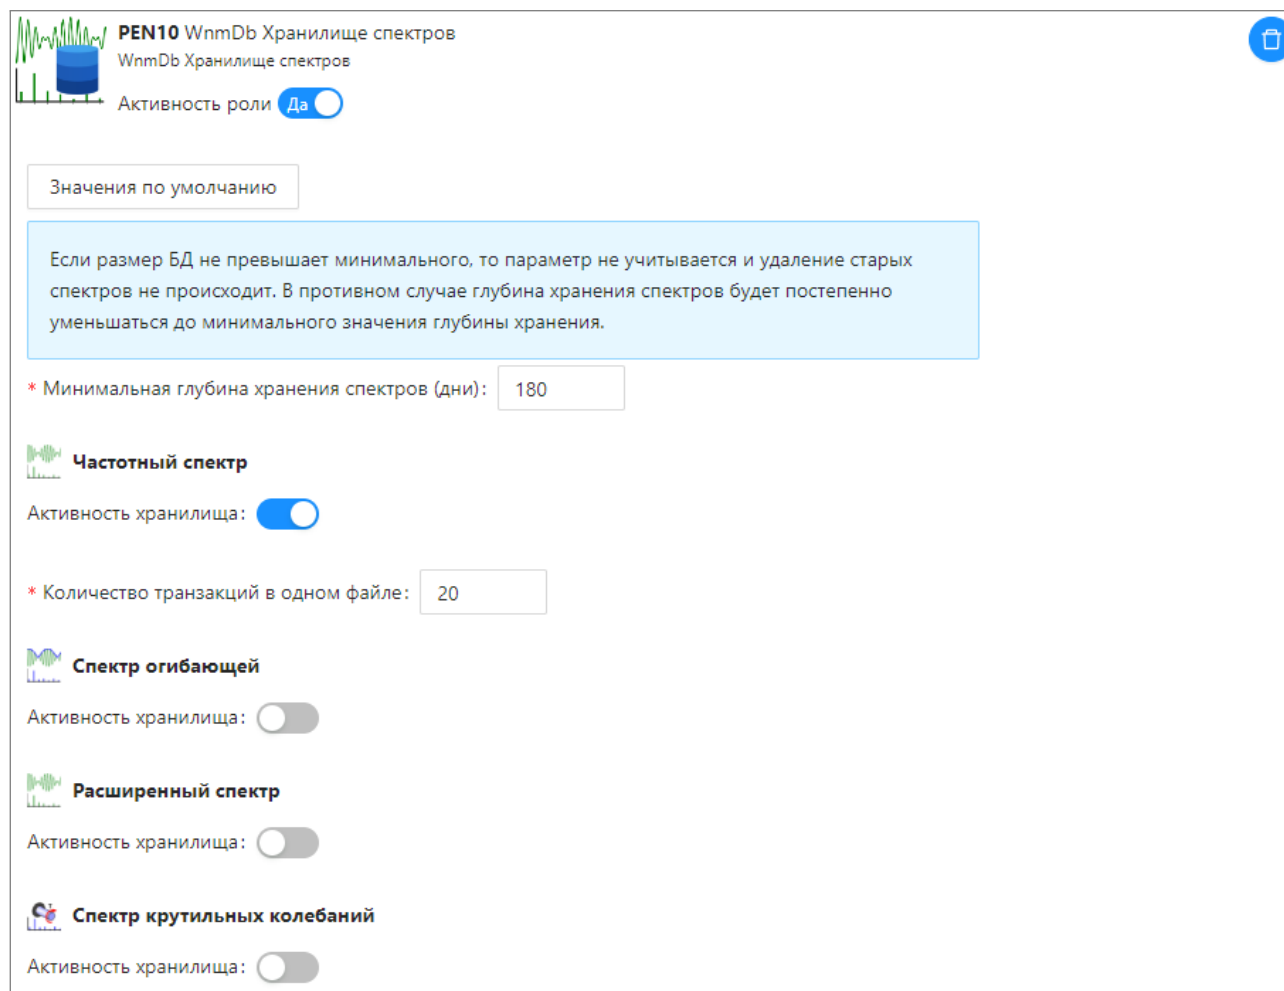 PEN10 WnmDb Хранилище спектров
WnmDb Хранилище спектров
Активность роли Да
Значения по умолчанию
Если размер БД не превышает минимального, то параметр не учитывается и удаление старых
спектров не происходит. В противном случае глубина хранения спектров будет постепенно
уменьшаться до минимального значения глубины хранения.
* Минимальная глубина хранения спектров (дни): 180
Частотный спектр
Активность хранилища:
* Количество транзакций в одном файле: 20
Спектр огибающей
Активность хранилища:
Расширенный спектр
Активность хранилища:
Спектр крутильных колебаний
Активность хранилища: